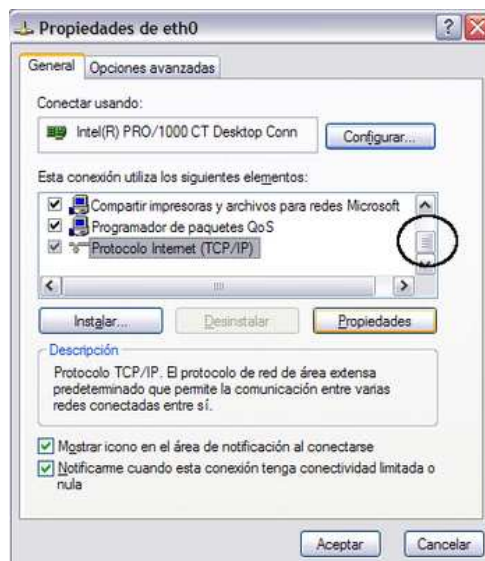 Propiedades de eth0
General
Opciones avanzadas
Conectar usando:
Intel(R) PRO/1000 CT Desktop Conn
Configurar...
Esta conexión utiliza los siguientes elementos:
Compartir impresoras y archivos para redes Microsoft
Programador de paquetes QoS
Protocolo Internet (TCP/IP)
Instalar...
Desinstalar
Propiedades
Descripción
Protocolo TCP/IP. El protocolo de red de área extensa
predeterminado que permite la comunicación entre varias
redes conectadas entre sí.
Mostrar icono en el área de notificación al conectarse
Notificarme cuando esta conexión tenga conectividad limitada o
nula
Aceptar
Cancelar